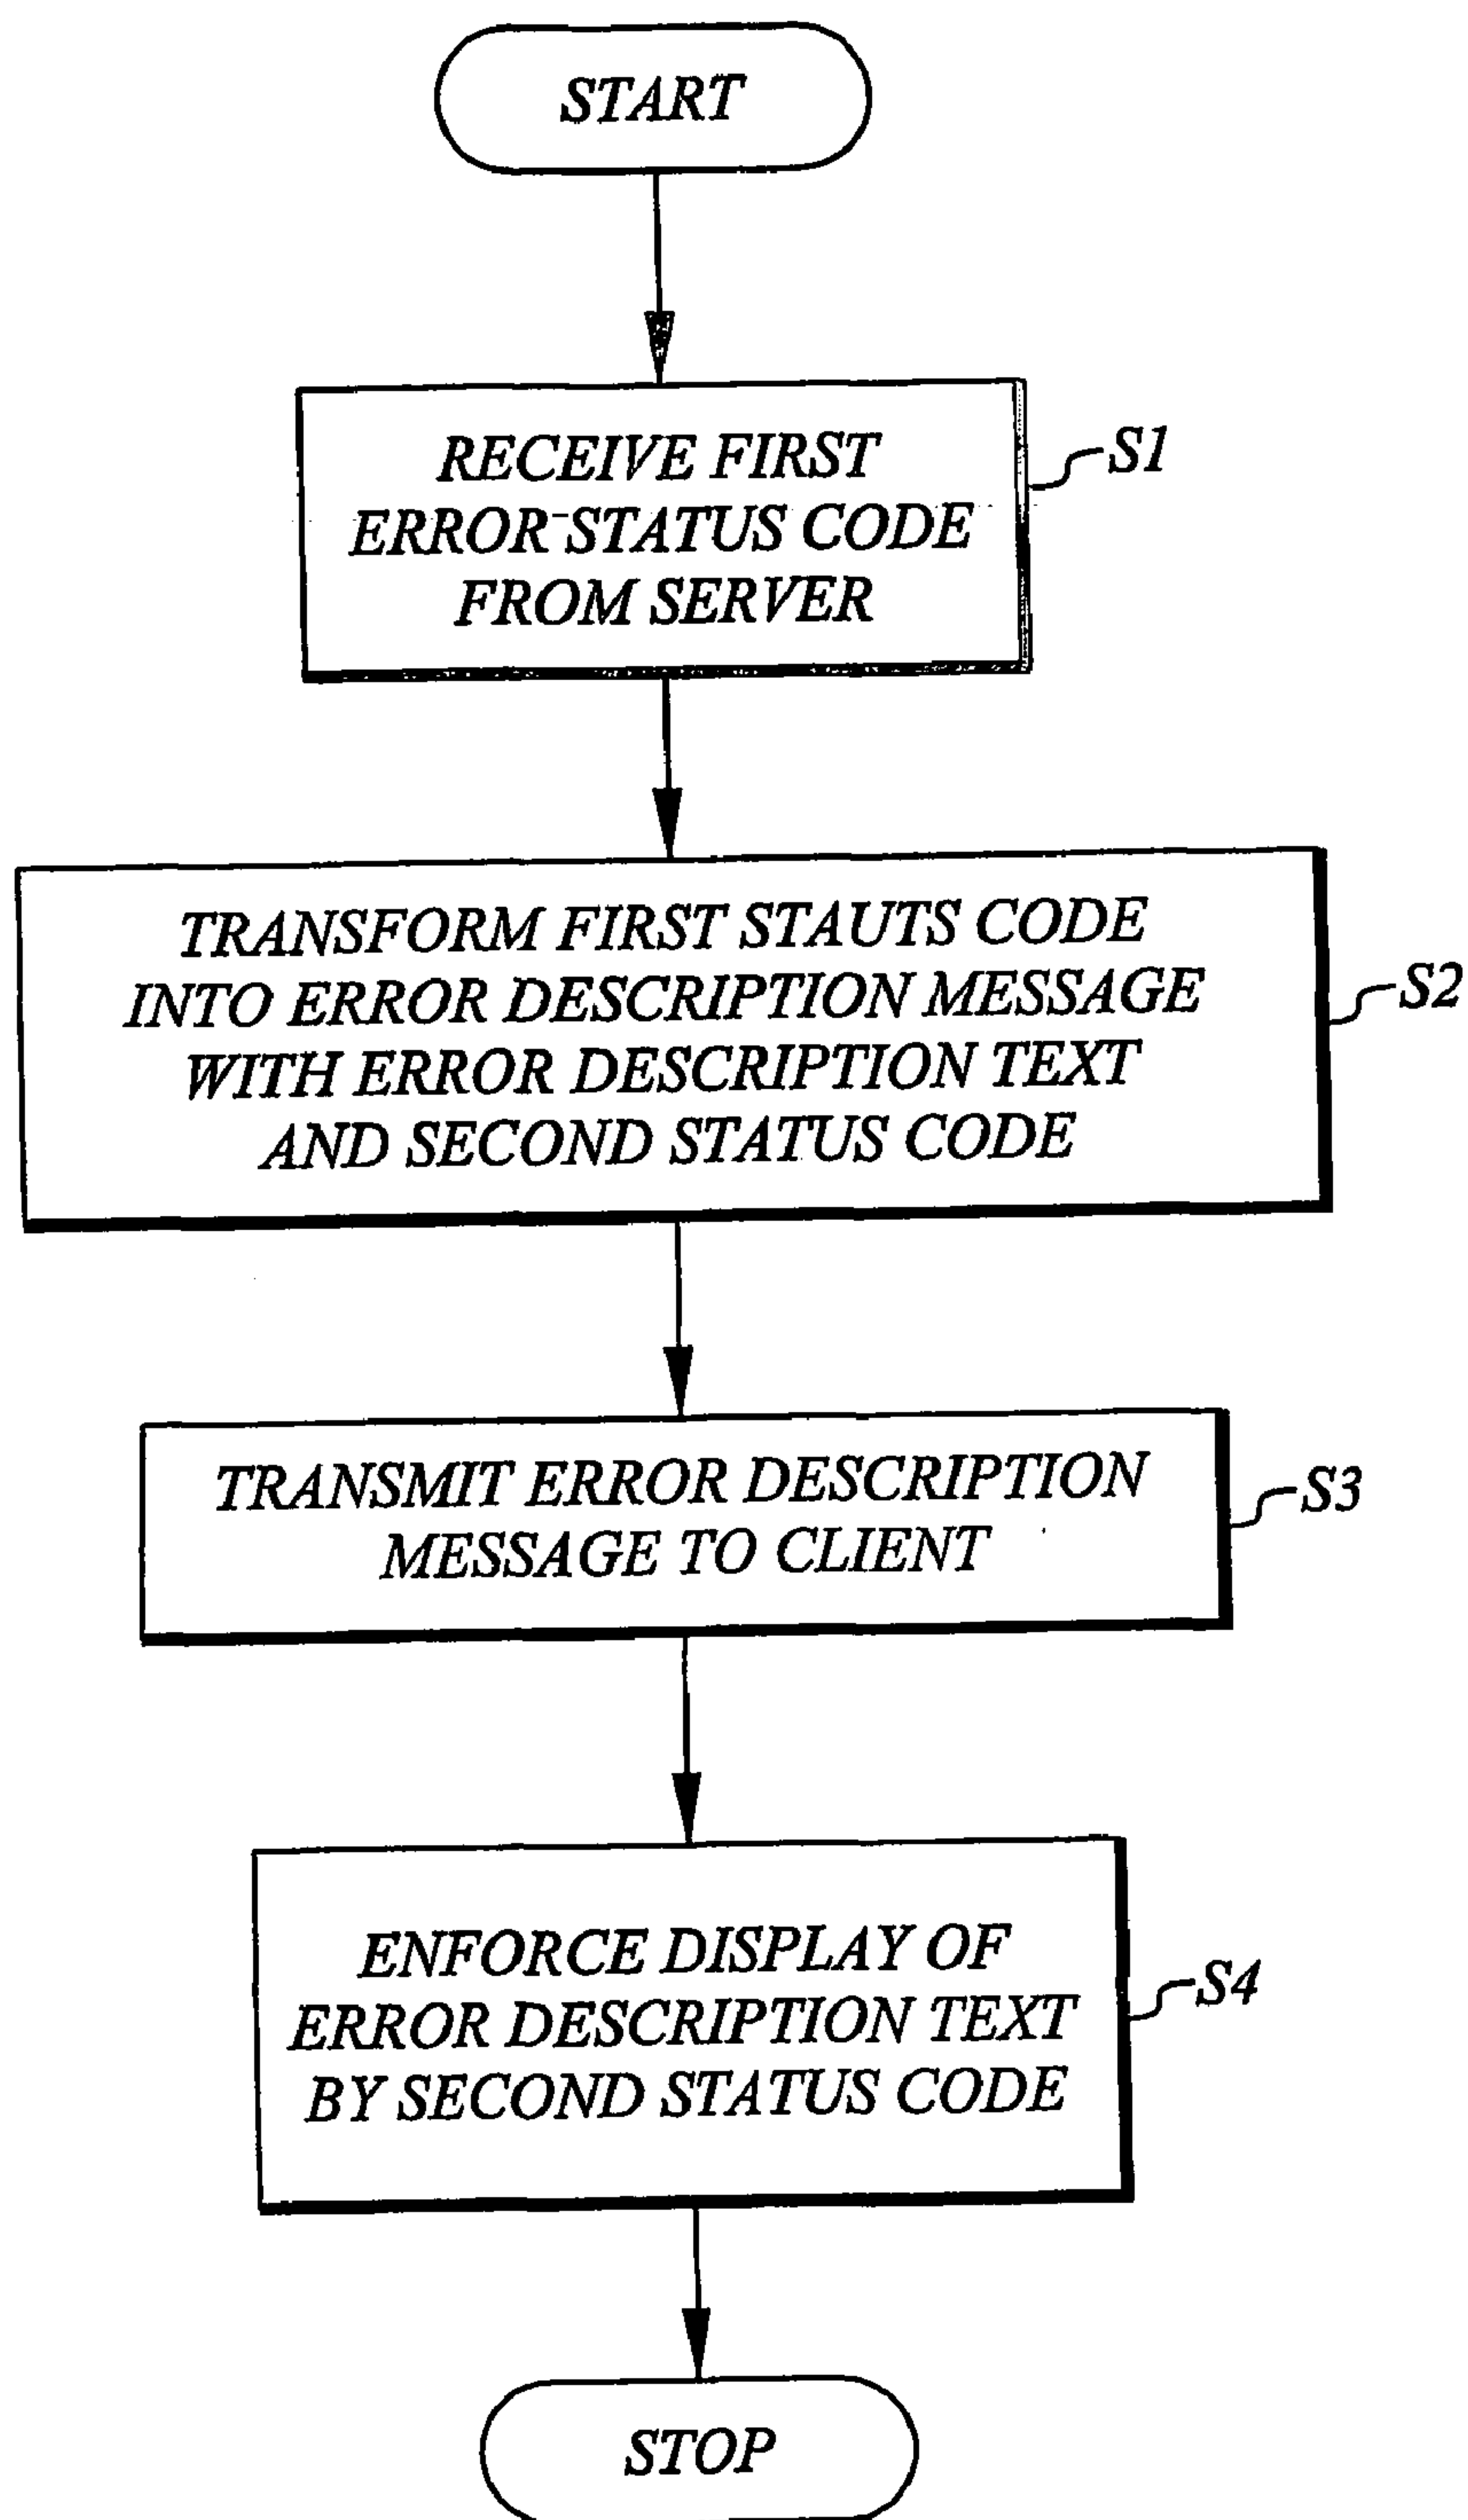 START
RECEIVE FIRST
ERROR-STATUS CODE
FROM SERVER
S1
TRANSFORM FIRST STAUTS CODE
INTO ERROR DESCRIPTION MESSAGE
WITH ERROR DESCRIPTION TEXT
AND SECOND STATUS CODE
S2
TRANSMIT ERROR DESCRIPTION
MESSAGE TO CLIENT
S3
ENFORCE DISPLAY OF
ERROR DESCRIPTION TEXT
BY SECOND STATUS CODE
S4
STOP